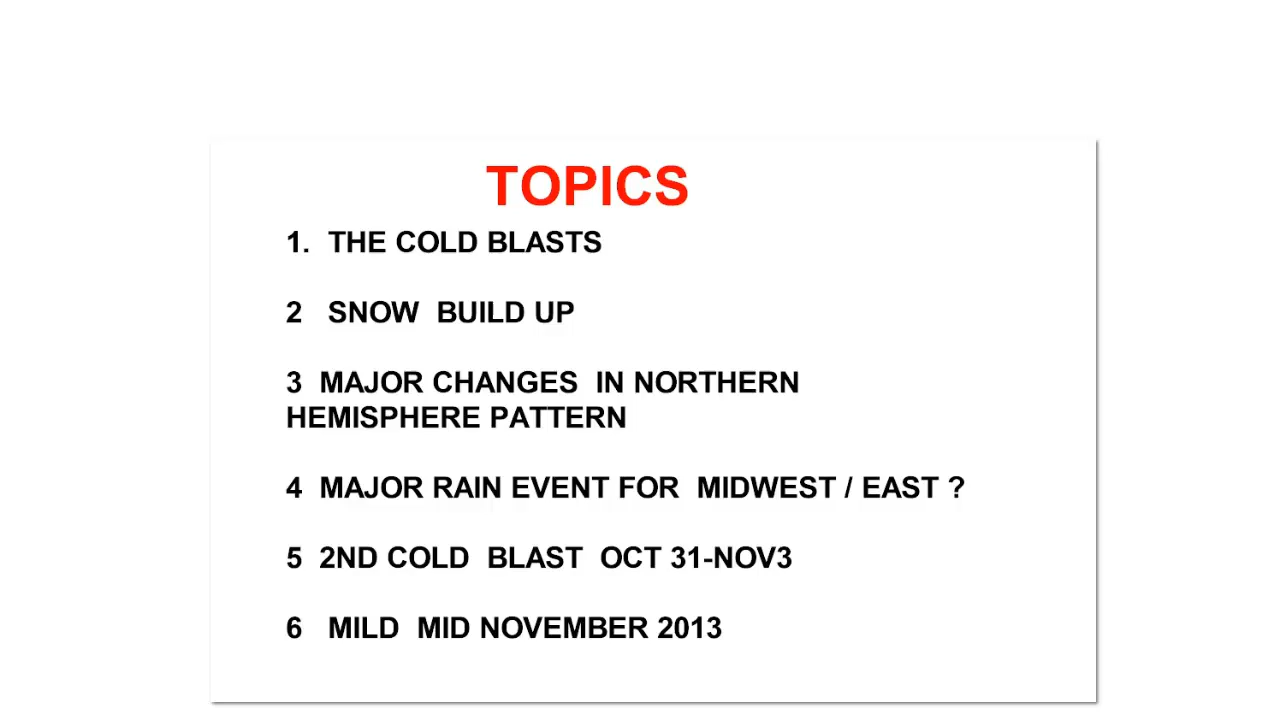 TOPICS
1.  THE COLD BLASTS
2   SNOW  BUILD UP
3  MAJOR CHANGES  IN NORTHERN
HEMISPHERE PATTERN
4  MAJOR RAIN EVENT FOR  MIDWEST / EAST ?
5  2ND COLD  BLAST  OCT 31-NOV3
6   MILD  MID NOVEMBER 2013